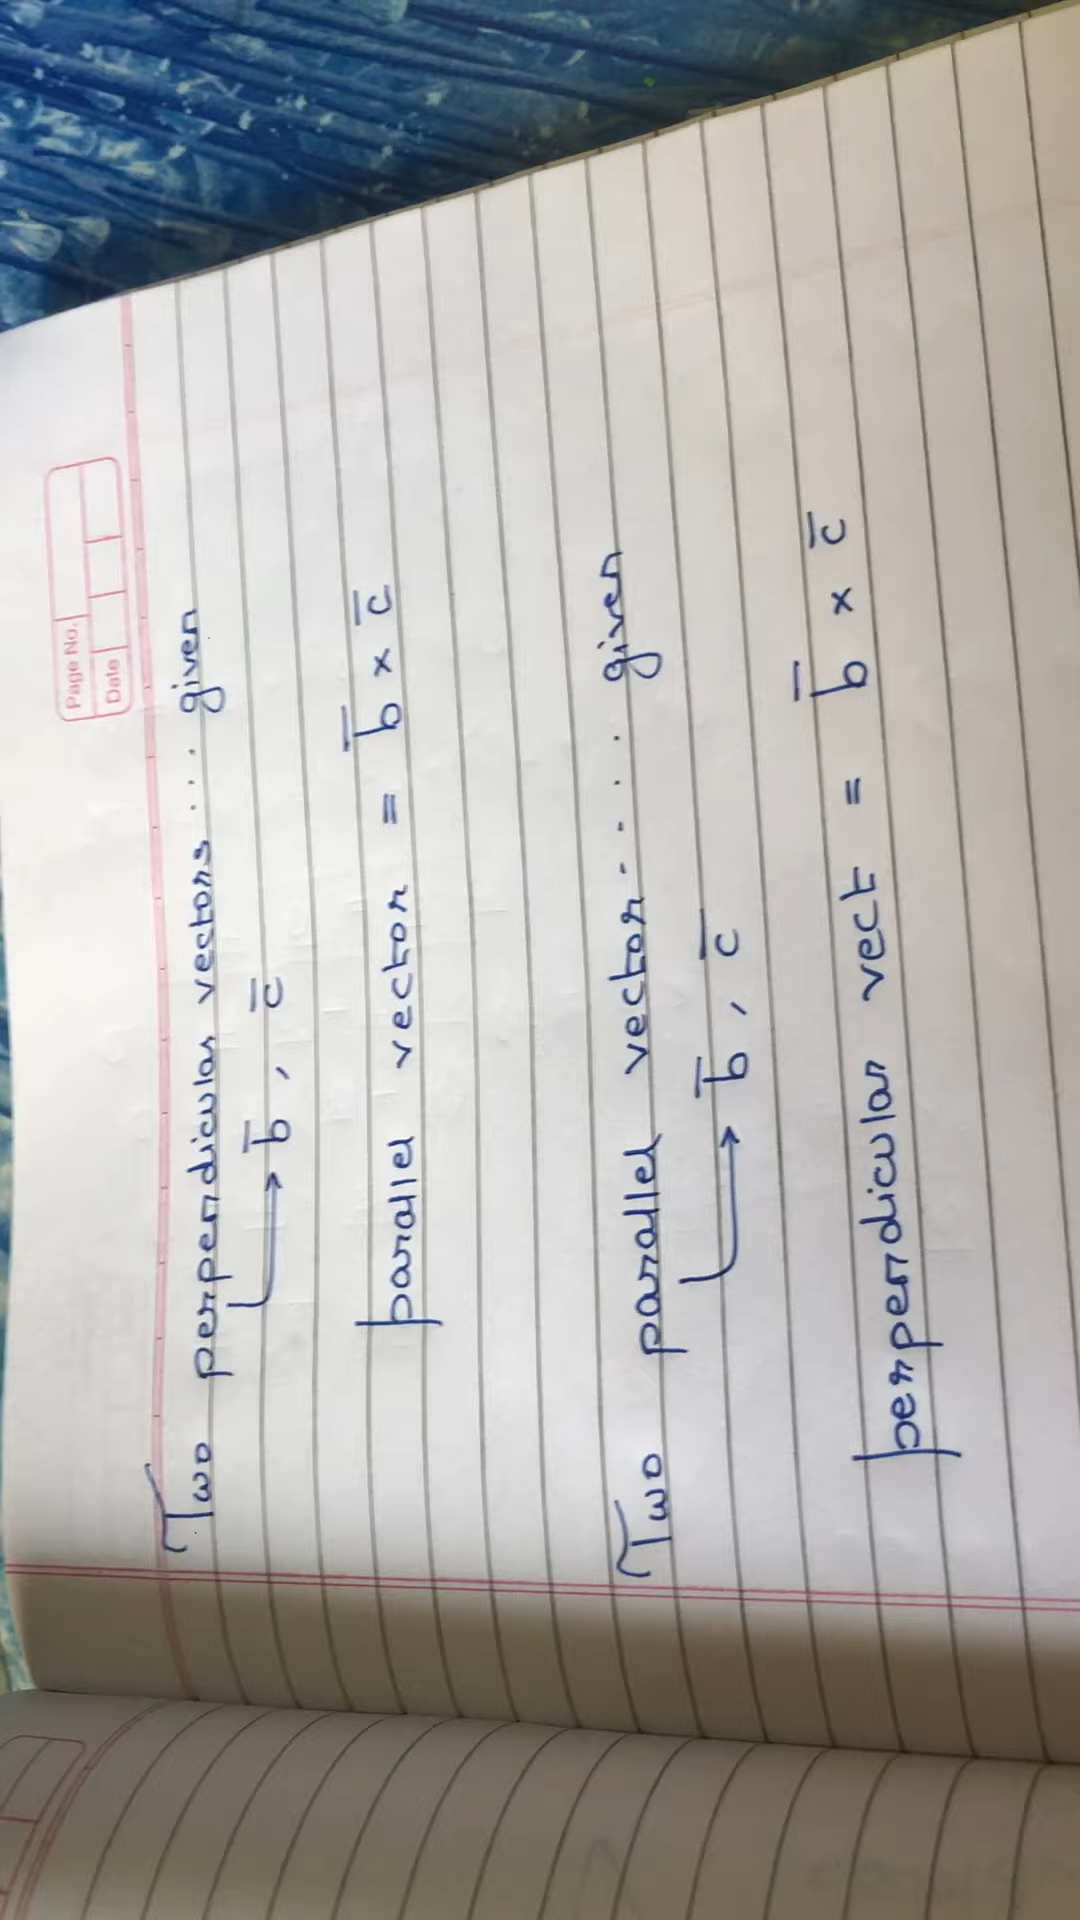 Page No.
Date
Two perpendicular vectors .... given
b̅ , c̅
parallel vector = b̅ × c̅
Two parallel vector..... given
b̅ , c̅
perpendicular vect = b̅ × c̅